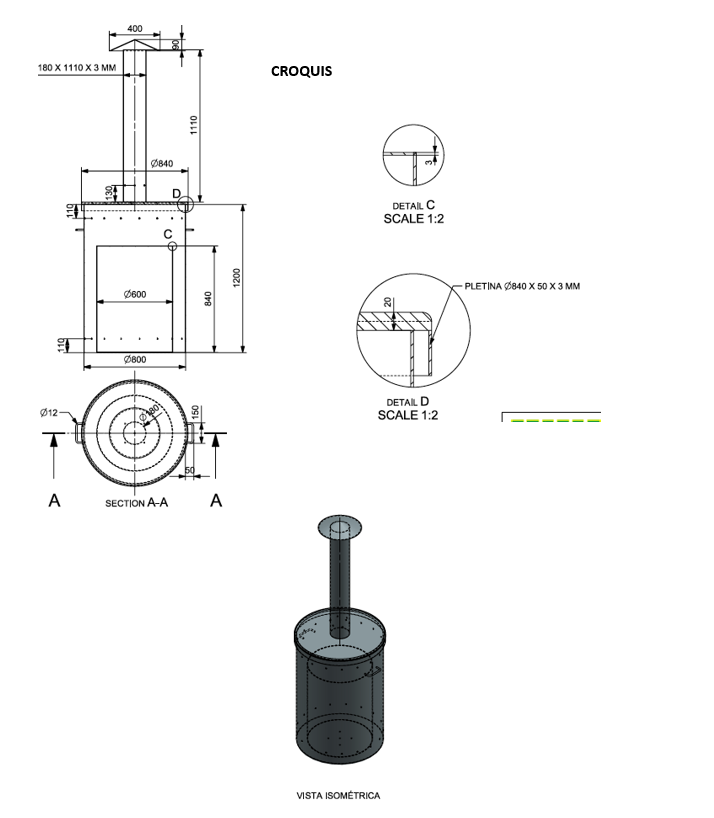 400
90
180 X 1110 X 3 MM
CROQUIS
1110
Ø840
130
D
110
C
3
DETAIL C
SCALE 1:2
Ø600
840
1200
110
Ø800
20
PLETINA Ø840 X 50 X 3 MM
DETAIL D
SCALE 1:2
Ø12
Ø180
150
50
A
SECTION A-A
A
VISTA ISOMÉTRICA